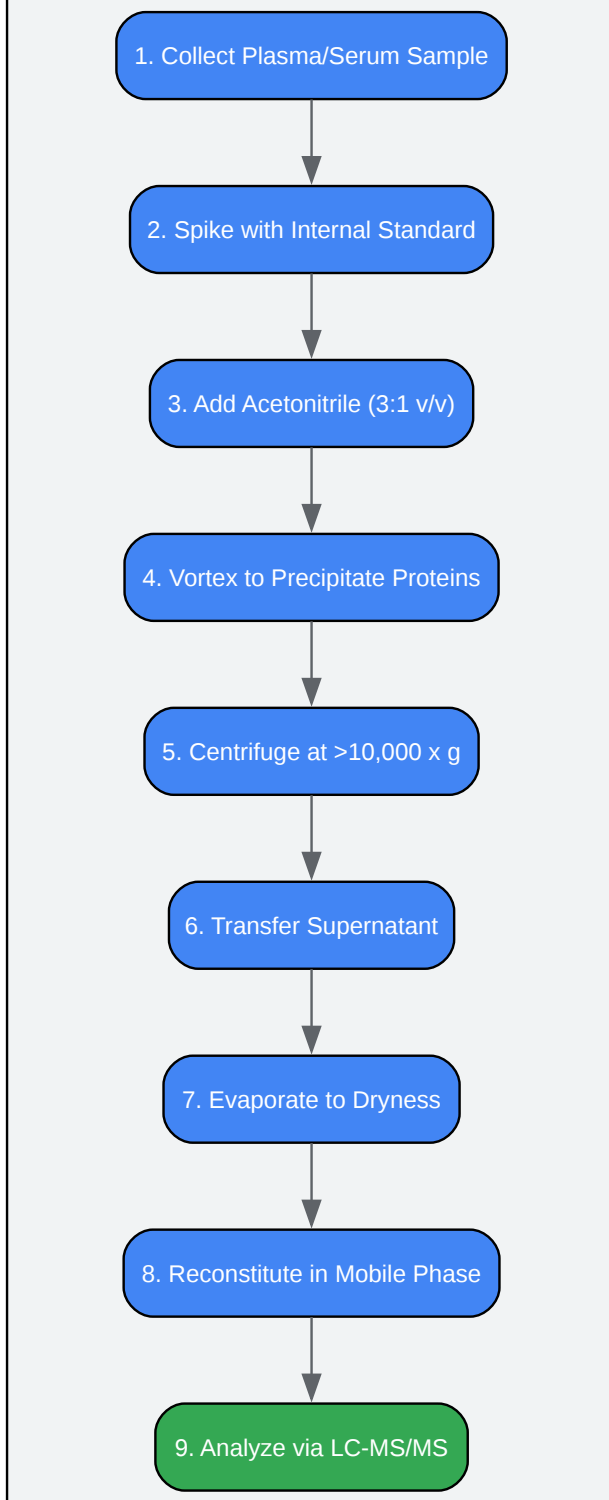 1. Collect Plasma/Serum Sample
2. Spike with Internal Standard
3. Add Acetonitrile (3:1 v/v)
4. Vortex to Precipitate Proteins
5. Centrifuge at >10,000 x g
6. Transfer Supernatant
7. Evaporate to Dryness
8. Reconstitute in Mobile Phase
9. Analyze via LC-MS/MS